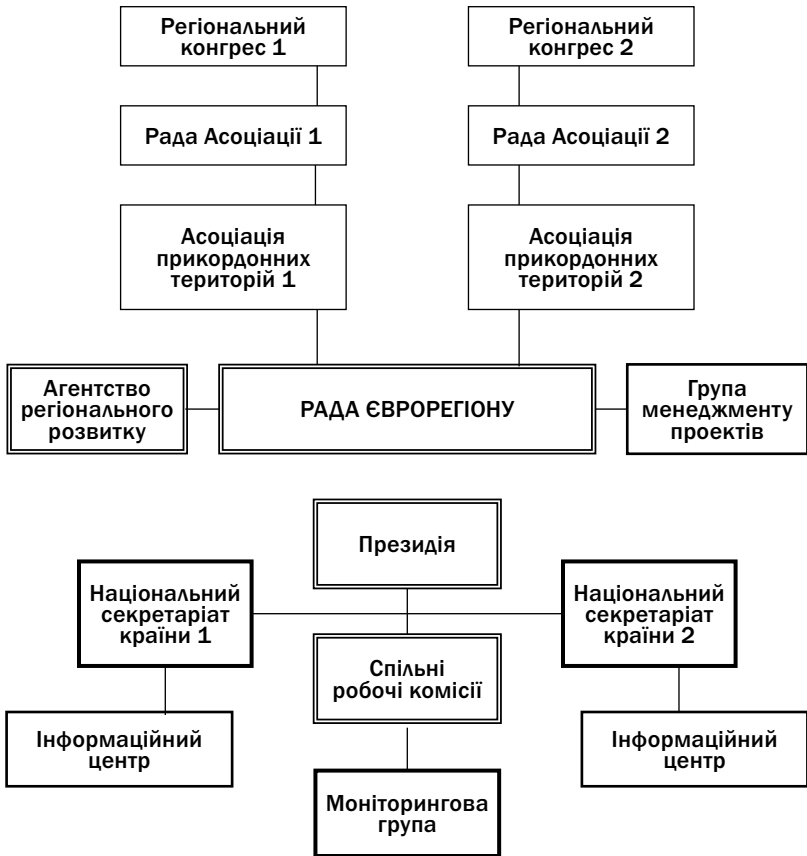 Регіональний
конгрес 1
Регіональний
конгрес 2
Рада Асоціації 1
Рада Асоціації 2
Асоціація
прикордонних
територій 1
Асоціація
прикордонних
територій 2
Агентство
регіонального
розвитку
РАДА ЄВРОРЕГІОНУ
Група
менеджменту
проектів
Президія
Національний
секретаріат
країни 1
Національний
секретаріат
країни 2
Спільні
робочі комісії
Інформаційний
центр
Інформаційний
центр
Моніторингова
група